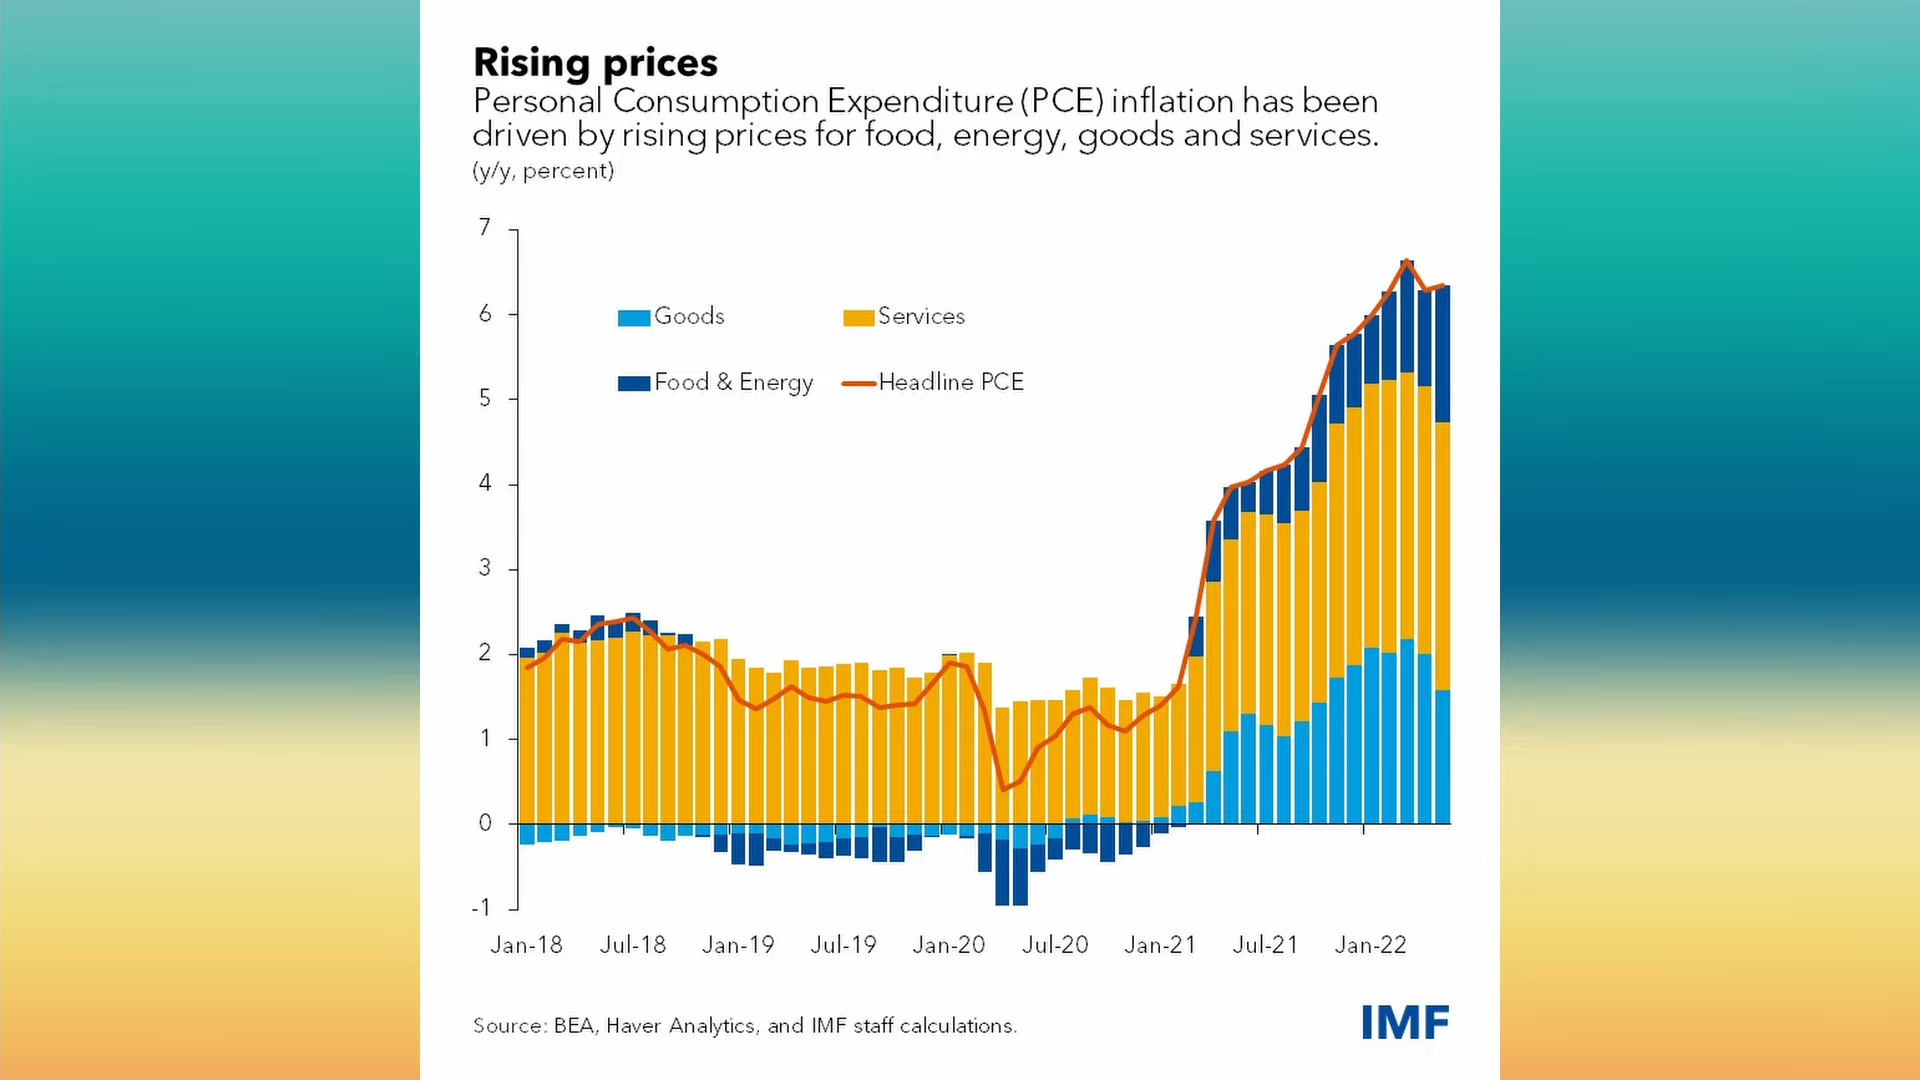 Rising prices
Personal Consumption Expenditure (PCE) inflation has been
driven by rising prices for food, energy, goods and services.
(y/y, percent)
7
6
5
4
3
2
1
0
-1
Goods
Services
Food & Energy
Headline PCE
Jan-18 Jul-18 Jan-19 Jul-19 Jan-20 Jul-20 Jan-21 Jul-21 Jan-22
Source: BEA, Haver Analytics, and IMF staff calculations.
IMF